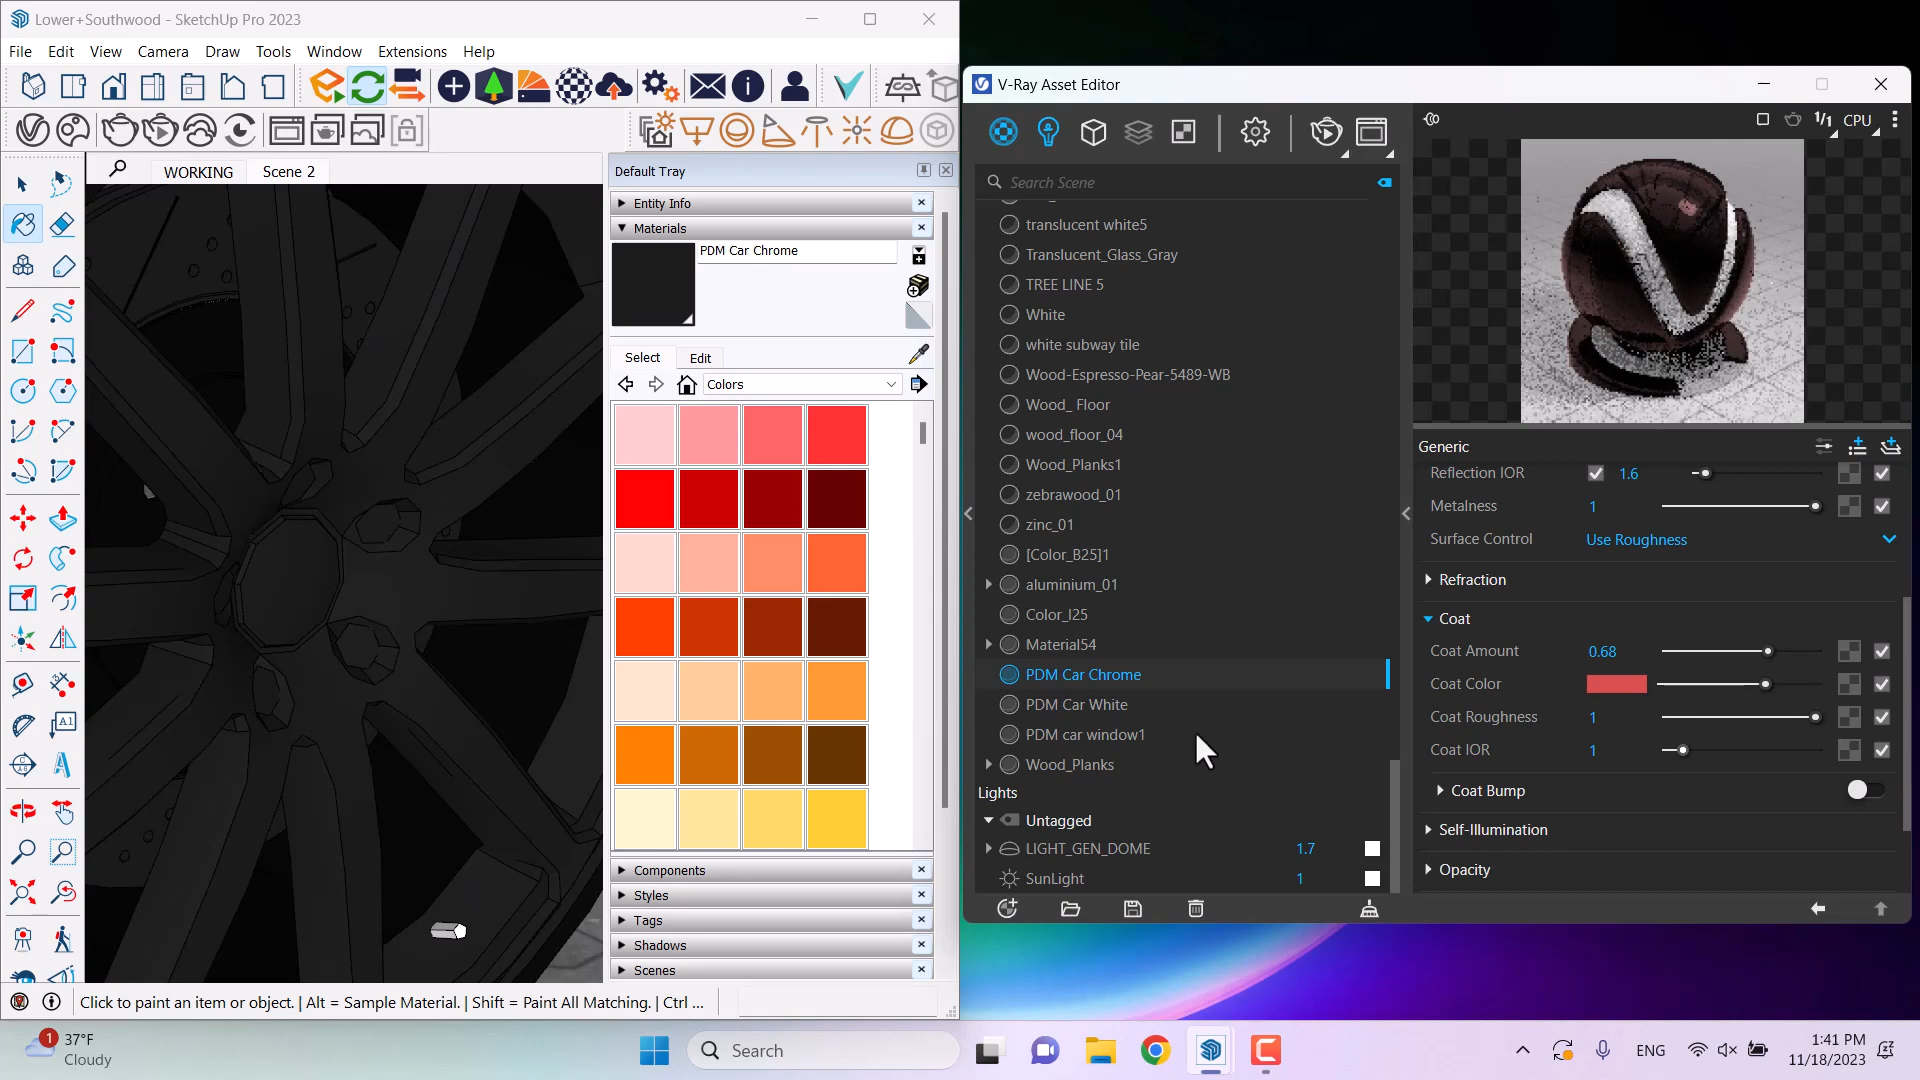 Lower+Southwood - SketchUp Pro 2023
File Edit View Camera Draw Tools Window Extensions Help
WORKING Scene 2
Default Tray
Entity Info
Materials
PDM Car Chrome
Select Edit
Colors
Components
Styles
Tags
Shadows
Scenes
Click to paint an item or object. | Alt = Sample Material. | Shift = Paint All Matching. | Ctrl ...
V-Ray Asset Editor
1/1 CPU
Search Scene
translucent white5
Translucent_Glass_Gray
TREE LINE 5
White
white subway tile
Wood-Espresso-Pear-5489-WB
Wood_ Floor
wood_floor_04
Wood_Planks1
zebrawood_01
zinc_01
[Color_B25]1
aluminium_01
Color_I25
Material54
PDM Car Chrome
PDM Car White
PDM car window1
Wood_Planks
Lights
Untagged
LIGHT_GEN_DOME 1.7
SunLight 1
Generic
Reflection IOR 1.6
Metalness 1
Surface Control Use Roughness
Refraction
Coat
Coat Amount 0.68
Coat Color
Coat Roughness 1
Coat IOR 1
Coat Bump
Self-Illumination
Opacity
1
37°F
Cloudy
Search
ENG
1:41 PM
11/18/2023